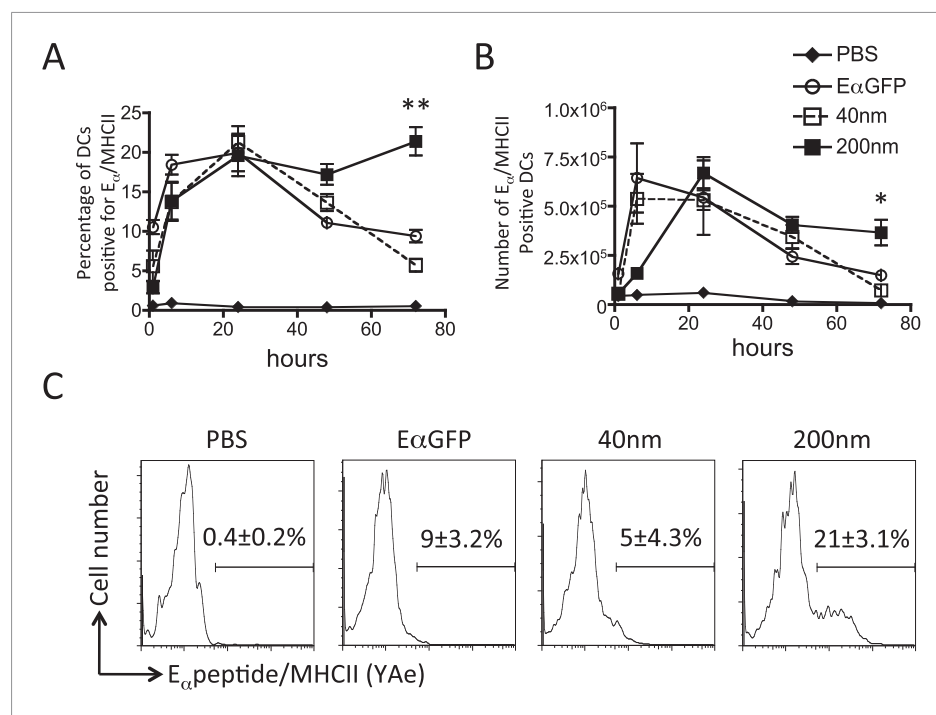 A
Percentage of DCs
positive for Eα/MHCII
25
20
15
10
5
0
0 20 40 60 80
hours
**
B
PBS
EαGFP
40nm
200nm
Number of Eα/MHCII
Positive DCs
1.0x10⁶
7.5x10⁵
5.0x10⁵
2.5x10⁵
0
0 20 40 60 80
hours
*
C
PBS EαGFP 40nm 200nm
Cell number
0.4±0.2% 9±3.2% 5±4.3% 21±3.1%
Eαpeptide/MHCII (YAe)